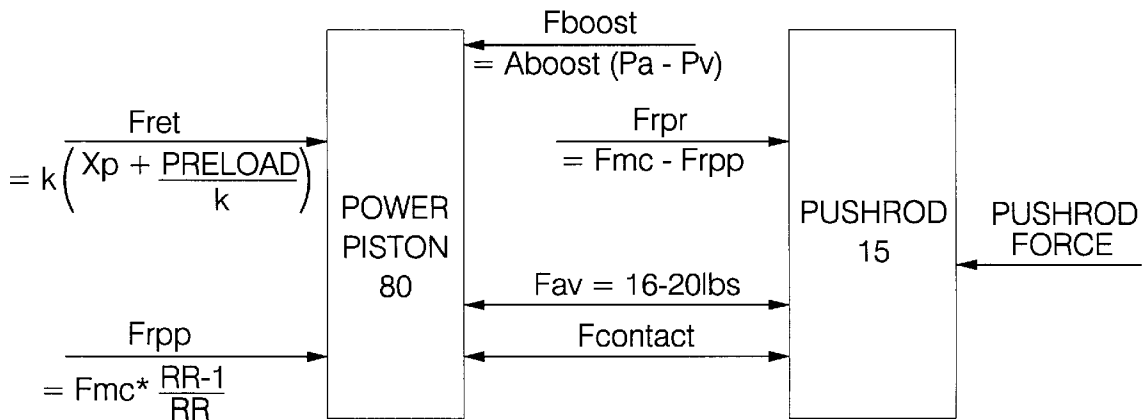 Fboost
= Aboost (Pa - Pv)
Fret
= k(Xp + PRELOAD/k)
Frpr
= Fmc - Frpp
POWER
PISTON
80
PUSHROD
15
PUSHROD
FORCE
Fav = 16-20lbs
Fcontact
Frpp
= Fmc* RR-1/RR